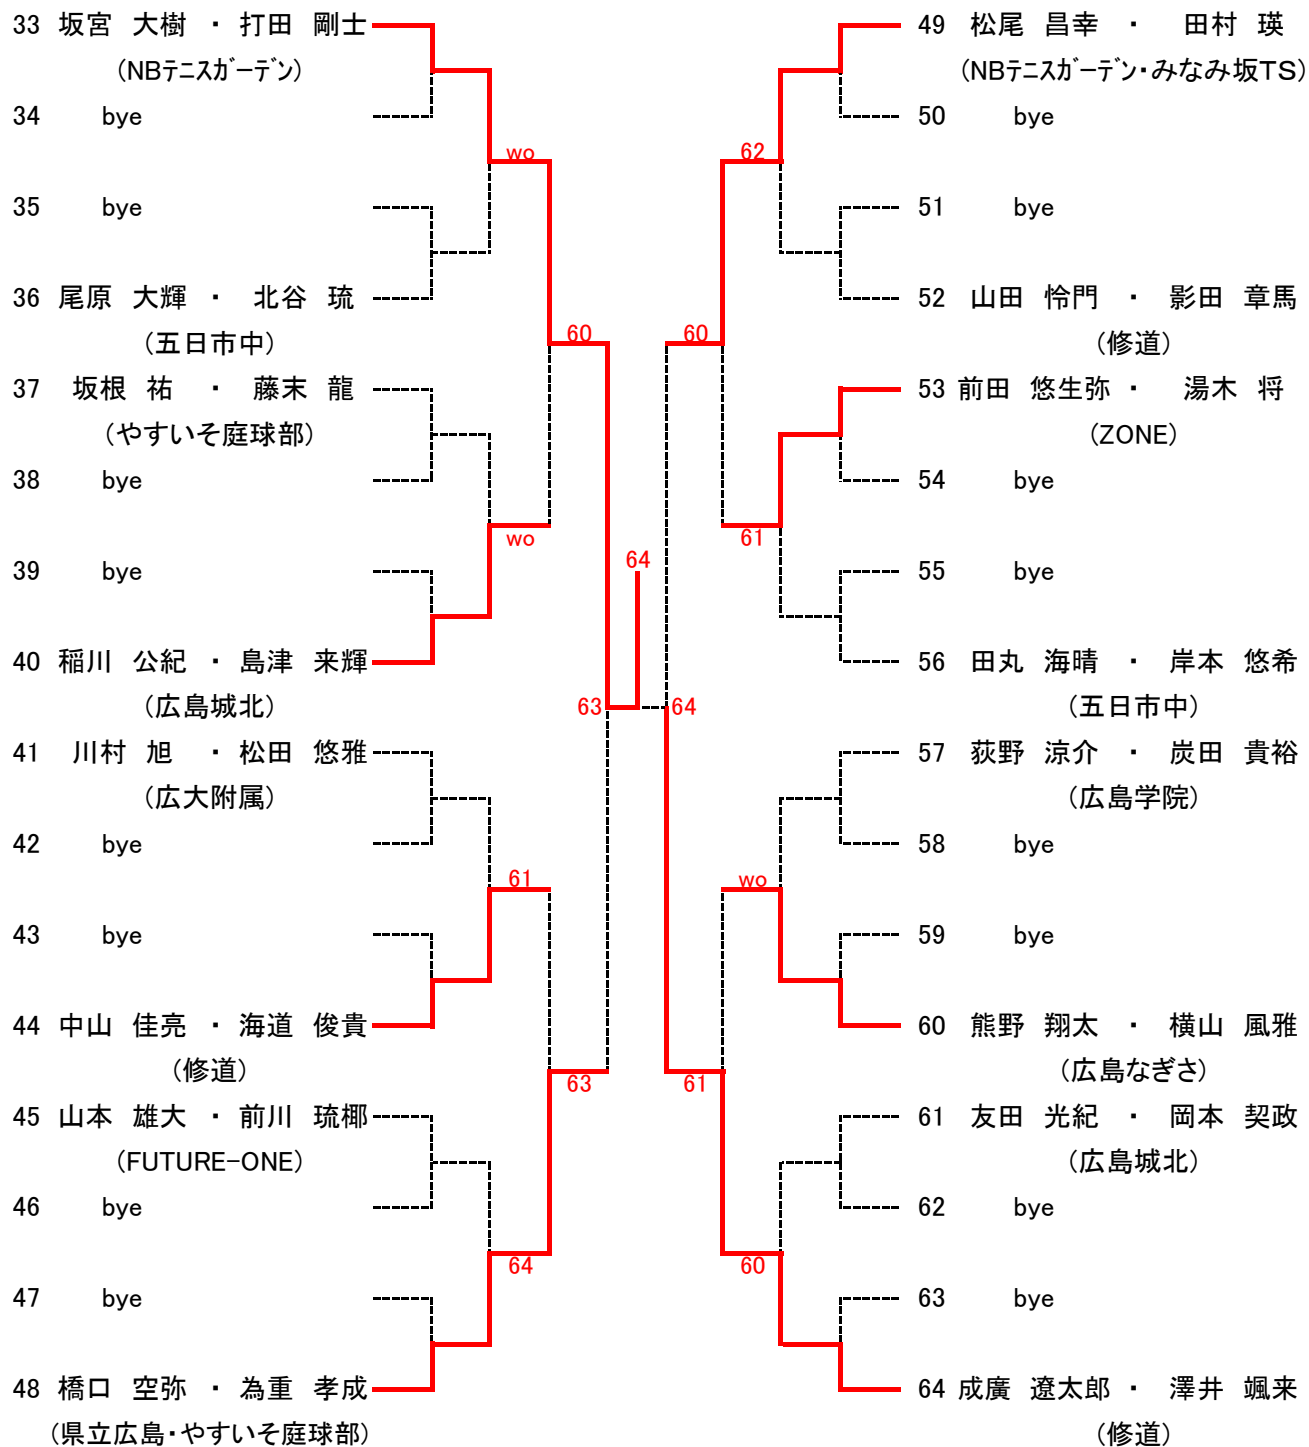 33 坂宮 大樹 ・ 打田 剛士
(NBテニスガーデン)
34 bye
wo
35 bye
36 尾原 大輝 ・ 北谷 琉
(五日市中)
60
37 坂根 祐 ・ 藤末 龍
(やすいそ庭球部)
38 bye
wo
39 bye
40 稲川 公紀 ・ 島津 来輝
(広島城北)
63
41 川村 旭 ・ 松田 悠雅
(広大附属)
42 bye
61
43 bye
44 中山 佳亮 ・ 海道 俊貴
(修道)
63
45 山本 雄大 ・ 前川 琉椰
(FUTURE-ONE)
46 bye
64
47 bye
48 橋口 空弥 ・ 為重 孝成
(県立広島・やすいそ庭球部)
64
49 松尾 昌幸 ・ 田村 瑛
(NBテニスガーデン・みなみ坂TS)
50 bye
62
51 bye
52 山田 怜門 ・ 影田 章馬
(修道)
60
53 前田 悠生弥 ・ 湯木 将
(ZONE)
54 bye
61
55 bye
56 田丸 海晴 ・ 岸本 悠希
(五日市中)
64
57 荻野 涼介 ・ 炭田 貴裕
(広島学院)
58 bye
wo
59 bye
60 熊野 翔太 ・ 横山 風雅
(広島なぎさ)
61
61 友田 光紀 ・ 岡本 契政
(広島城北)
62 bye
60
63 bye
64 成廣 遼太郎 ・ 澤井 颯来
(修道)